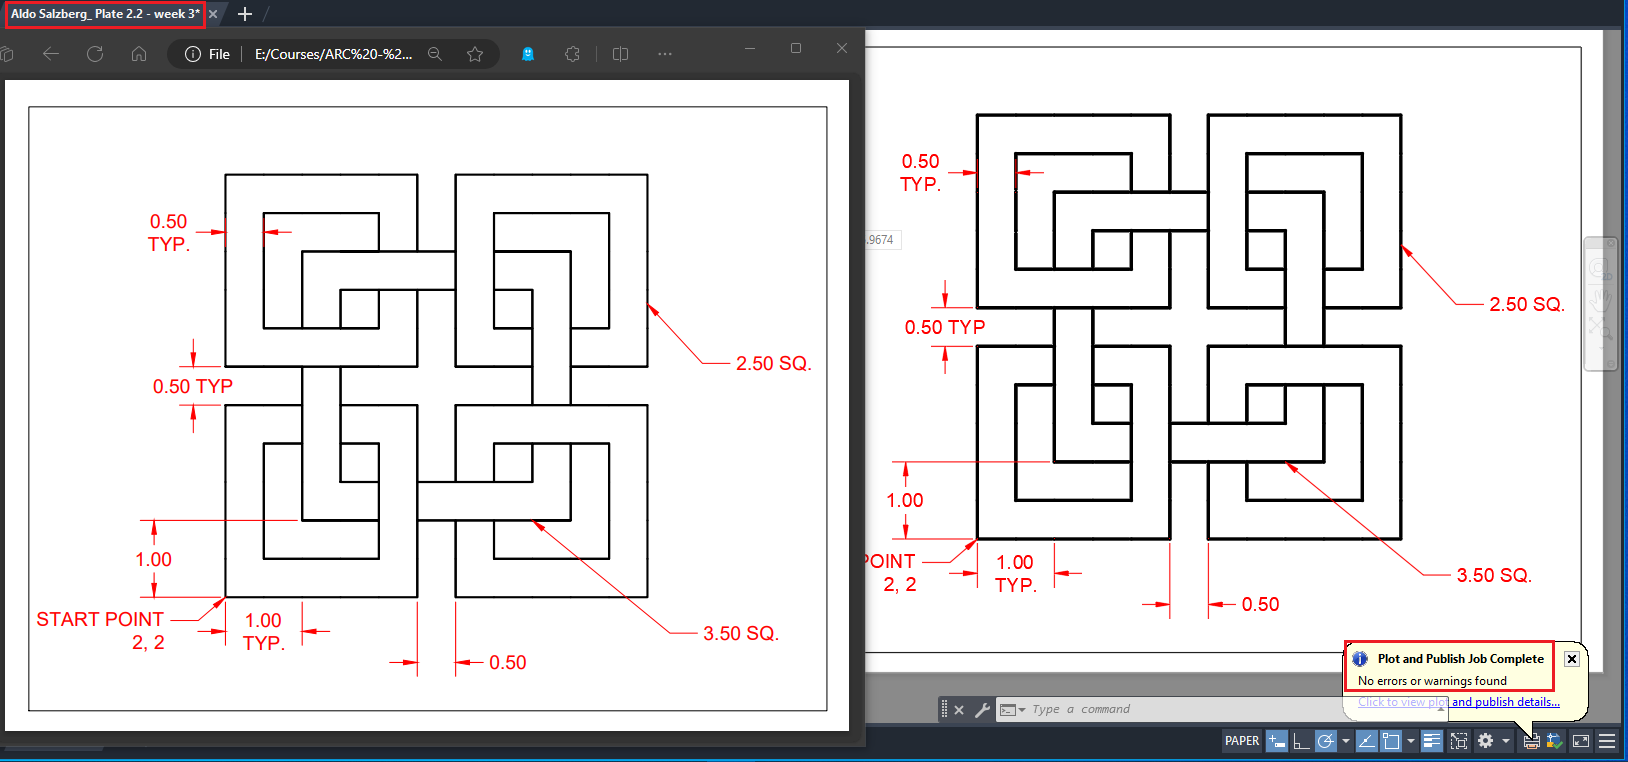 Aldo Salzberg_ Plate 2.2 - week 3*
File
E:/Courses/ARC%20-%2...
0.50
TYP.
0.50 TYP
2.50 SQ.
1.00
START POINT
2, 2
1.00
TYP.
3.50 SQ.
0.50
0.50
TYP.
.9674
0.50 TYP
2.50 SQ.
1.00
POINT
2, 2
1.00
TYP.
3.50 SQ.
0.50
Plot and Publish Job Complete
No errors or warnings found
Click to view plot and publish details...
Type a command
PAPER